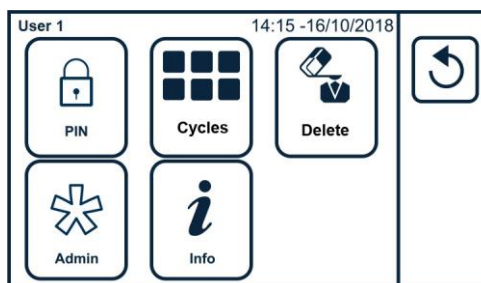 User 1 14:15 -16/10/2018
PIN Cycles Delete
Admin Info